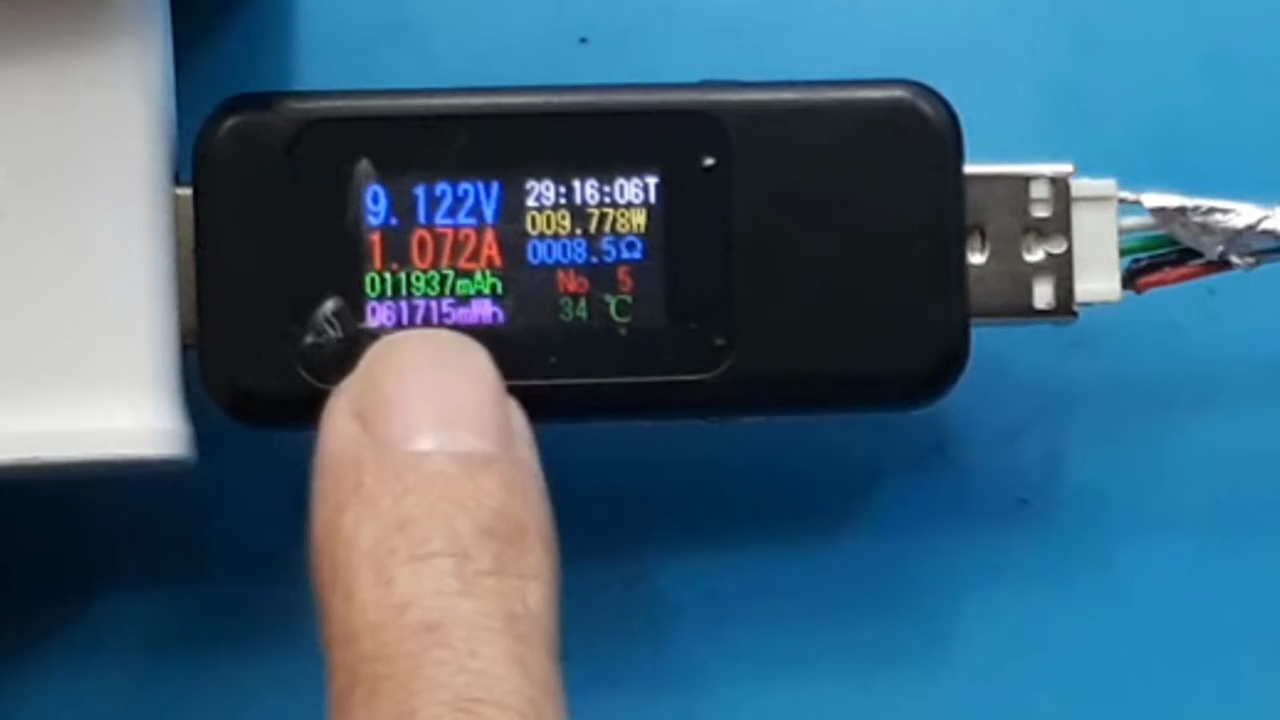 9.122V
1.072A
011937mAh
061715mWh
29:16:06T
009.778W
0008.5Ω
No 5
34 ℃